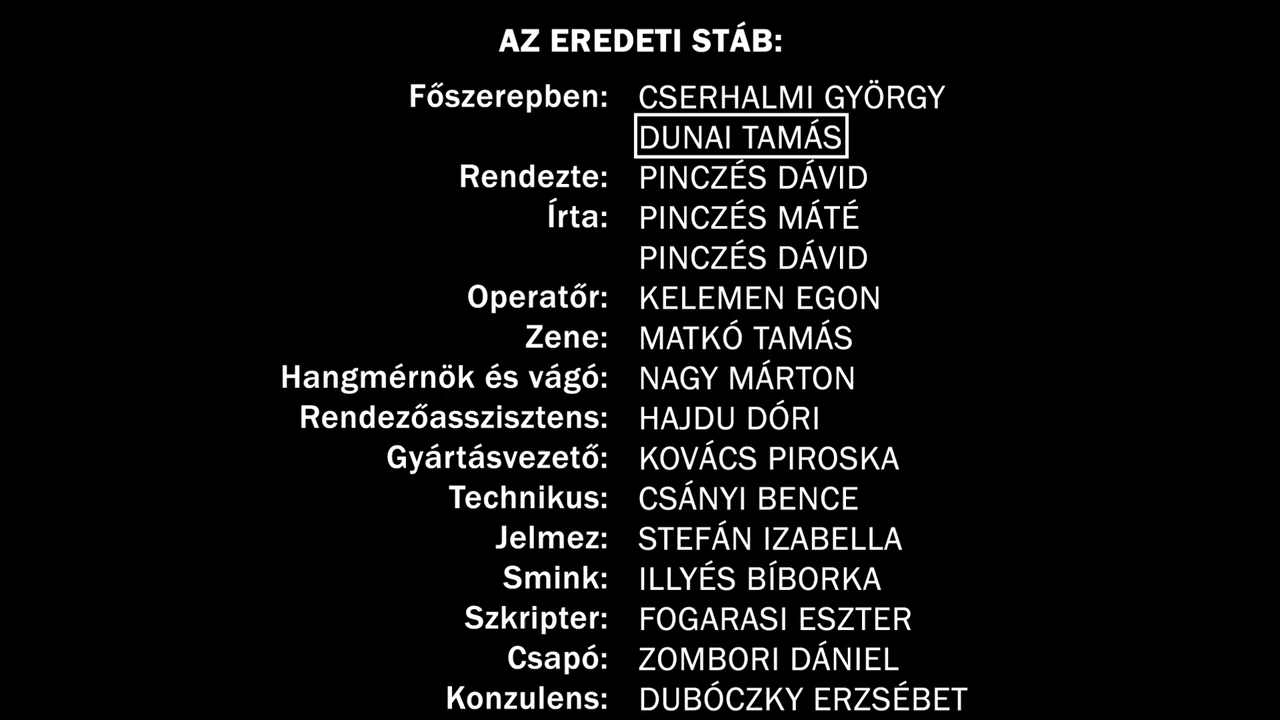 AZ EREDETI STÁB:
Főszerepben: CSERHALMI GYÖRGY
DUNAI TAMÁS
Rendezte: PINCZÉS DÁVID
Írta: PINCZÉS MÁTÉ
PINCZÉS DÁVID
Operatőr: KELEMEN EGON
Zene: MATKÓ TAMÁS
Hangmérnök és vágó: NAGY MÁRTON
Rendezőasszisztens: HAJDU DÓRI
Gyártásvezető: KOVÁCS PIROSKA
Technikus: CSÁNYI BENCE
Jelmez: STEFÁN IZABELLA
Smink: ILLYÉS BÍBORKA
Szkripter: FOGARASI ESZTER
Csapó: ZOMBORI DÁNIEL
Konzulens: DUBÓCZKY ERZSÉBET